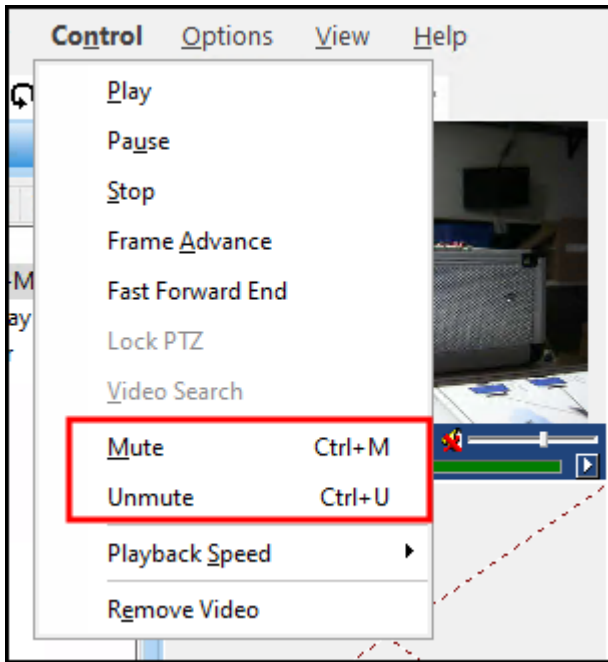 Control Options View Help
Play
Pause
Stop
Frame Advance
Fast Forward End
Lock PTZ
Video Search
Mute Ctrl+M
Unmute Ctrl+U
Playback Speed
Remove Video
-M
ay